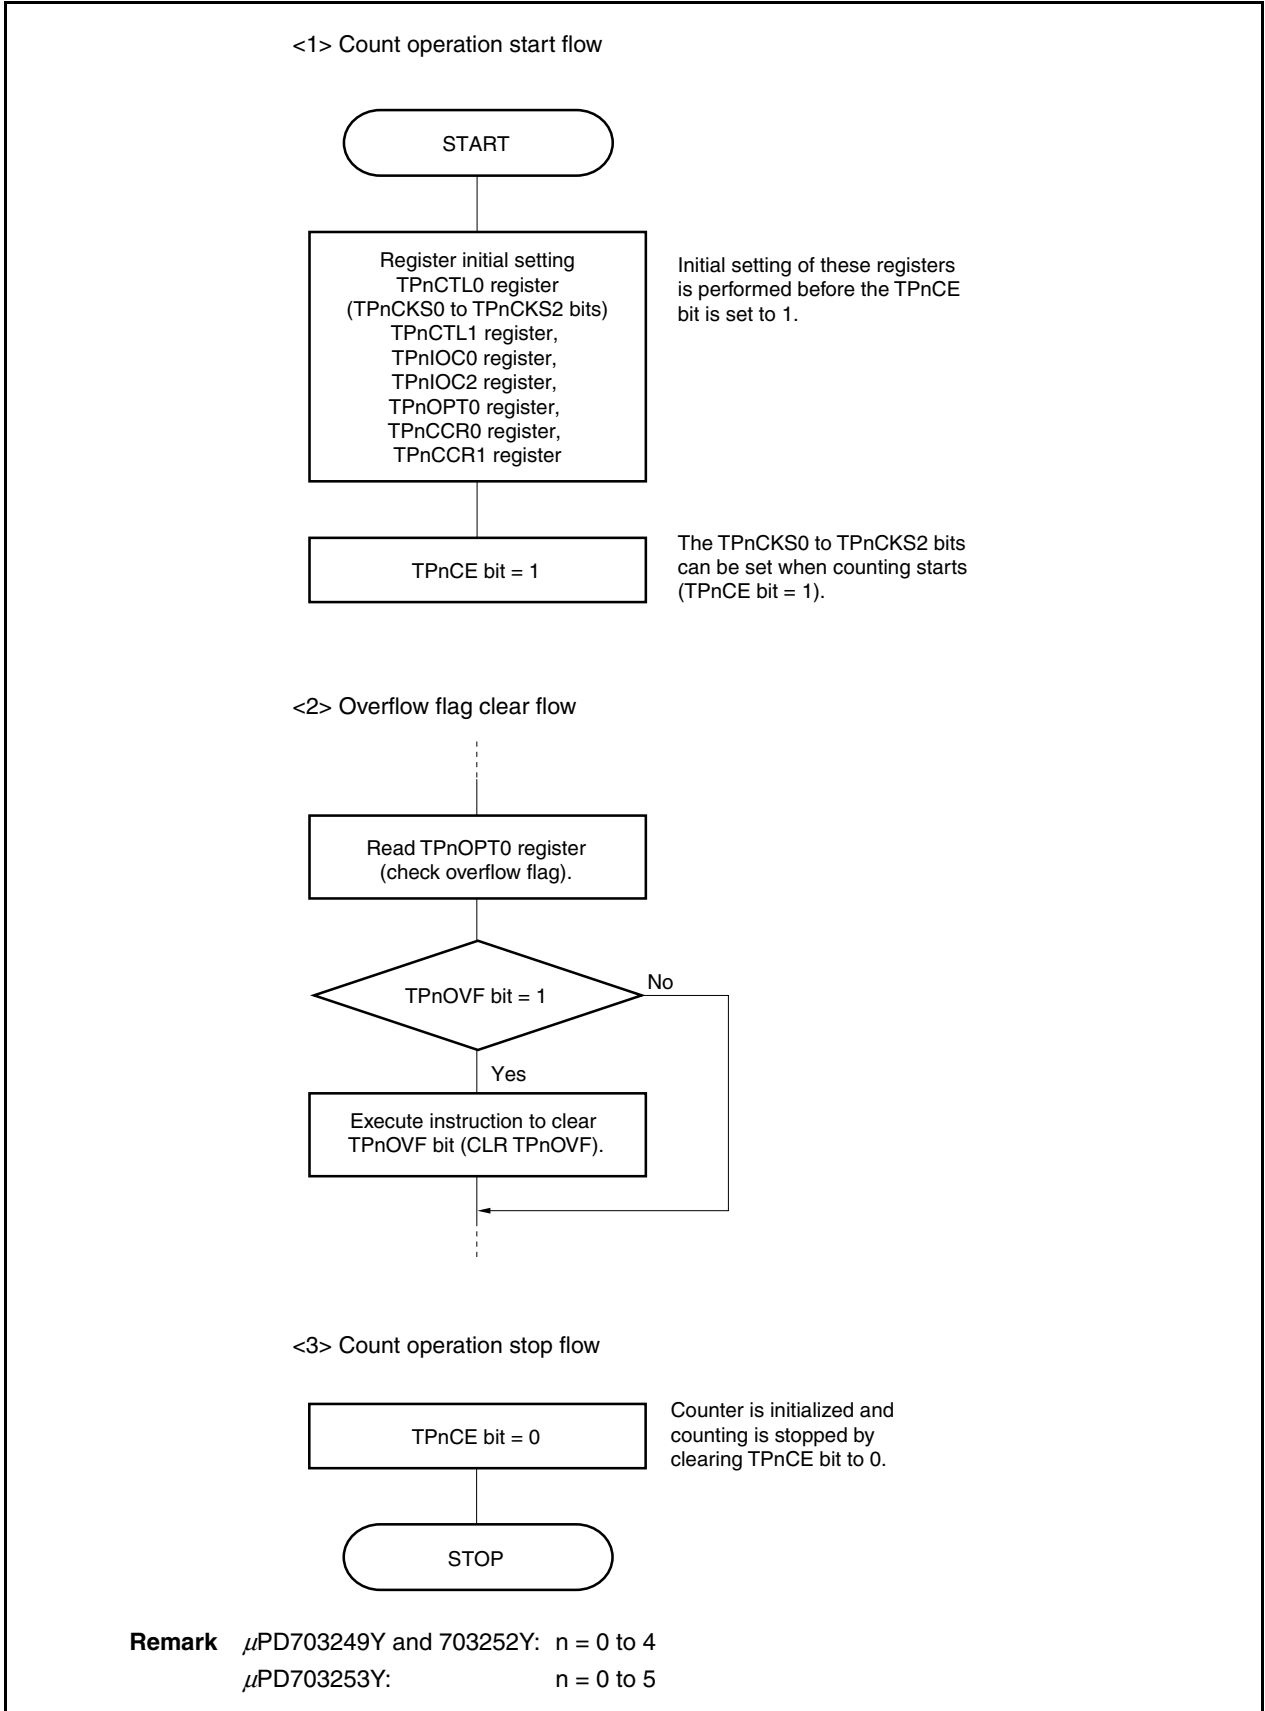 <1> Count operation start flow
START
Register initial setting
TPnCTL0 register
(TPnCKS0 to TPnCKS2 bits)
TPnCTL1 register,
TPnIOC0 register,
TPnIOC2 register,
TPnOPT0 register,
TPnCCR0 register,
TPnCCR1 register
Initial setting of these registers
is performed before the TPnCE
bit is set to 1.
TPnCE bit = 1
The TPnCKS0 to TPnCKS2 bits
can be set when counting starts
(TPnCE bit = 1).
<2> Overflow flag clear flow
Read TPnOPT0 register
(check overflow flag).
TPnOVF bit = 1
No
Yes
Execute instruction to clear
TPnOVF bit (CLR TPnOVF).
<3> Count operation stop flow
TPnCE bit = 0
Counter is initialized and
counting is stopped by
clearing TPnCE bit to 0.
STOP
Remark μPD703249Y and 703252Y: n = 0 to 4
μPD703253Y: n = 0 to 5